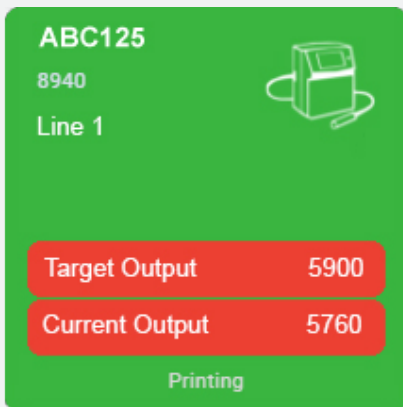 ABC125
8940
Line 1
Target Output 5900
Current Output 5760
Printing